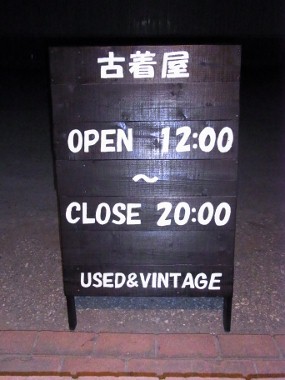 古着屋
OPEN 12:00
〜
CLOSE 20:00
USED&VINTAGE